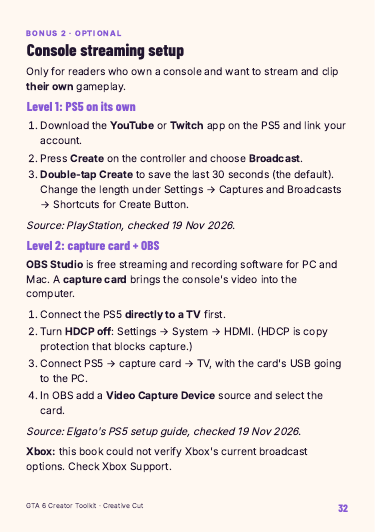 BONUS 2 · OPTIONAL
Console streaming setup
Only for readers who own a console and want to stream and clip
their own gameplay.
Level 1: PS5 on its own
1. Download the YouTube or Twitch app on the PS5 and link your
account.
2. Press Create on the controller and choose Broadcast.
3. Double-tap Create to save the last 30 seconds (the default).
Change the length under Settings → Captures and Broadcasts
→ Shortcuts for Create Button.
Source: PlayStation, checked 19 Nov 2026.
Level 2: capture card + OBS
OBS Studio is free streaming and recording software for PC and
Mac. A capture card brings the console's video into the
computer.
1. Connect the PS5 directly to a TV first.
2. Turn HDCP off: Settings → System → HDMI. (HDCP is copy
protection that blocks capture.)
3. Connect PS5 → capture card → TV, with the card's USB going
to the PC.
4. In OBS add a Video Capture Device source and select the
card.
Source: Elgato's PS5 setup guide, checked 19 Nov 2026.
Xbox: this book could not verify Xbox's current broadcast
options. Check Xbox Support.
GTA 6 Creator Toolkit · Creative Cut
32